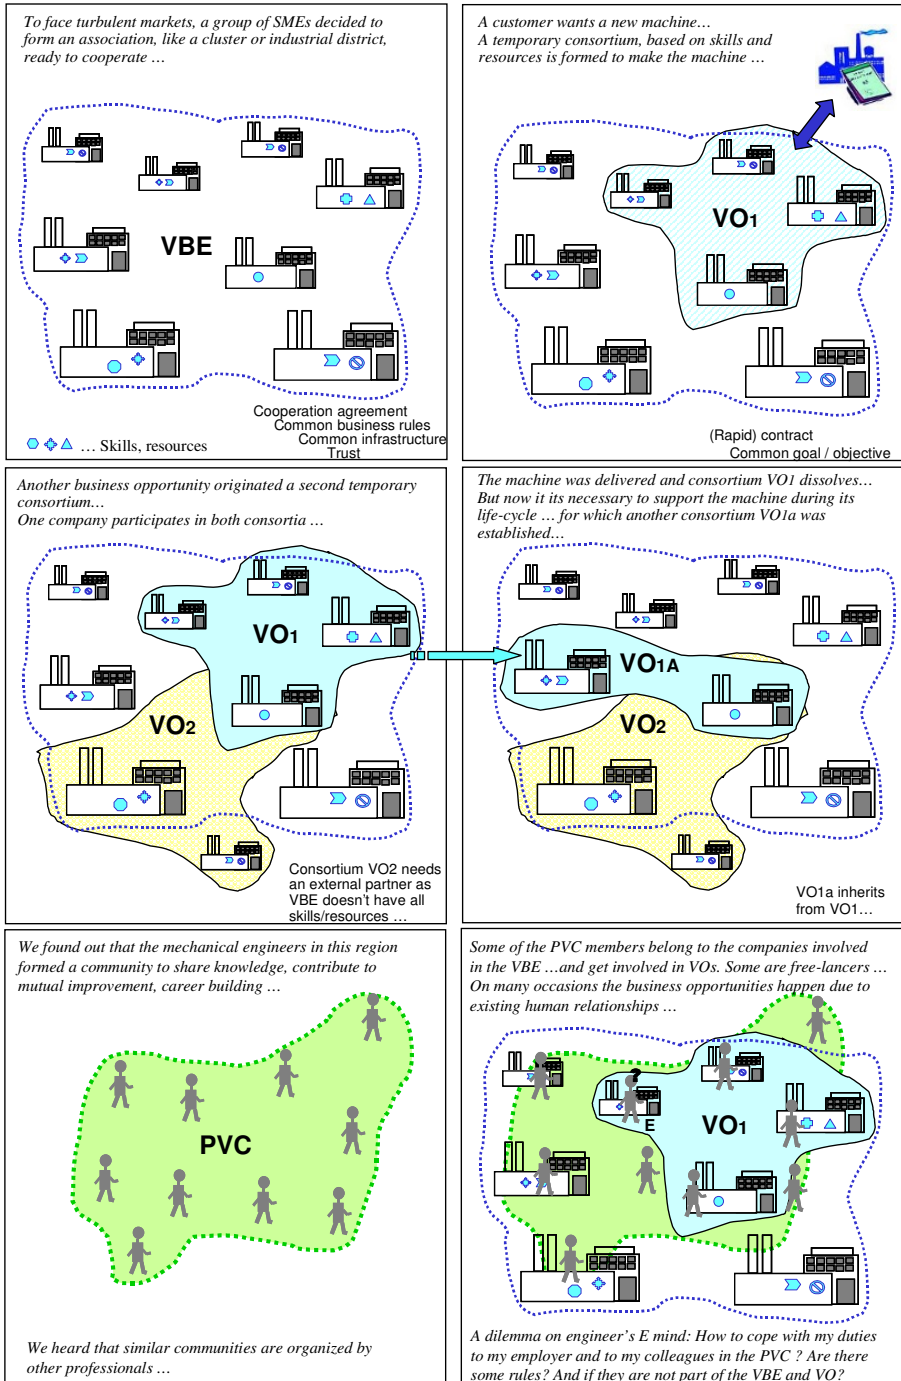 To face turbulent markets, a group of SMEs decided to
form an association, like a cluster or industrial district,
ready to cooperate …
VBE
Cooperation agreement
Common business rules
Common infrastructure
Trust
… Skills, resources
A customer wants a new machine…
A temporary consortium, based on skills and
resources is formed to make the machine …
VO1
(Rapid) contract
Common goal / objective
Another business opportunity originated a second temporary
consortium…
One company participates in both consortia …
VO1
VO2
Consortium VO2 needs
an external partner as
VBE doesn't have all
skills/resources …
The machine was delivered and consortium VO1 dissolves…
But now it its necessary to support the machine during its
life-cycle … for which another consortium VO1a was
established…
VO1A
VO2
VO1a inherits
from VO1…
We found out that the mechanical engineers in this region
formed a community to share knowledge, contribute to
mutual improvement, career building …
PVC
We heard that similar communities are organized by
other professionals …
Some of the PVC members belong to the companies involved
in the VBE …and get involved in VOs. Some are free-lancers …
On many occasions the business opportunities happen due to
existing human relationships …
?
E
VO1
A dilemma on engineer's E mind: How to cope with my duties
to my employer and to my colleagues in the PVC ? Are there
some rules? And if they are not part of the VBE and VO?